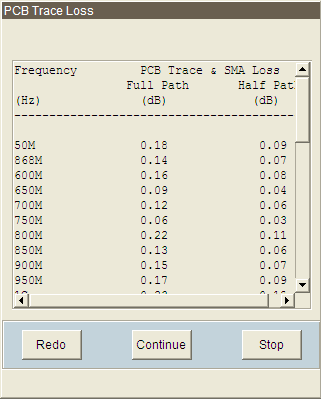 PCB Trace Loss
Frequency PCB Trace & SMA Loss
Full Path Half Pat
(Hz) (dB) (dB)
----------------------------------------
50M 0.18 0.09
868M 0.14 0.07
600M 0.16 0.08
650M 0.09 0.04
700M 0.12 0.06
750M 0.06 0.03
800M 0.22 0.11
850M 0.13 0.06
900M 0.15 0.07
950M 0.17 0.09
Redo Continue Stop